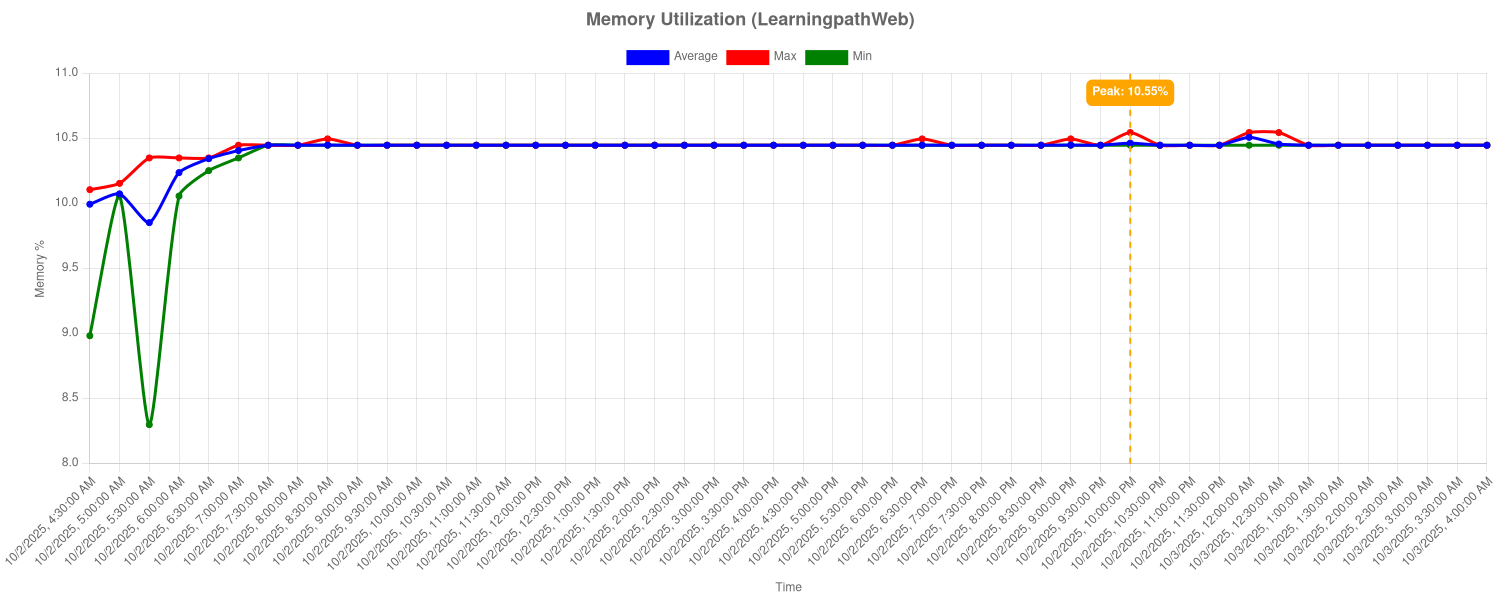 Memory Utilization (LearningpathWeb)
Average Max Min
11.0
Peak: 10.55%
10.5
10.0
9.5
9.0
8.5
8.0
Memory %
10/2/2025, 4:30:00 AM
10/2/2025, 5:00:00 AM
10/2/2025, 5:30:00 AM
10/2/2025, 6:00:00 AM
10/2/2025, 6:30:00 AM
10/2/2025, 7:00:00 AM
10/2/2025, 7:30:00 AM
10/2/2025, 8:00:00 AM
10/2/2025, 8:30:00 AM
10/2/2025, 9:00:00 AM
10/2/2025, 9:30:00 AM
10/2/2025, 10:00:00 AM
10/2/2025, 10:30:00 AM
10/2/2025, 11:00:00 AM
10/2/2025, 11:30:00 AM
10/2/2025, 12:00:00 PM
10/2/2025, 12:30:00 PM
10/2/2025, 1:00:00 PM
10/2/2025, 1:30:00 PM
10/2/2025, 2:00:00 PM
10/2/2025, 2:30:00 PM
10/2/2025, 3:00:00 PM
10/2/2025, 3:30:00 PM
10/2/2025, 4:00:00 PM
10/2/2025, 4:30:00 PM
10/2/2025, 5:00:00 PM
10/2/2025, 5:30:00 PM
10/2/2025, 6:00:00 PM
10/2/2025, 6:30:00 PM
10/2/2025, 7:00:00 PM
10/2/2025, 7:30:00 PM
10/2/2025, 8:00:00 PM
10/2/2025, 8:30:00 PM
10/2/2025, 9:00:00 PM
10/2/2025, 9:30:00 PM
10/2/2025, 10:00:00 PM
10/2/2025, 10:30:00 PM
10/2/2025, 11:00:00 PM
10/2/2025, 11:30:00 PM
10/3/2025, 12:00:00 AM
10/3/2025, 12:30:00 AM
10/3/2025, 1:00:00 AM
10/3/2025, 1:30:00 AM
10/3/2025, 2:00:00 AM
10/3/2025, 2:30:00 AM
10/3/2025, 3:00:00 AM
10/3/2025, 3:30:00 AM
10/3/2025, 4:00:00 AM
Time